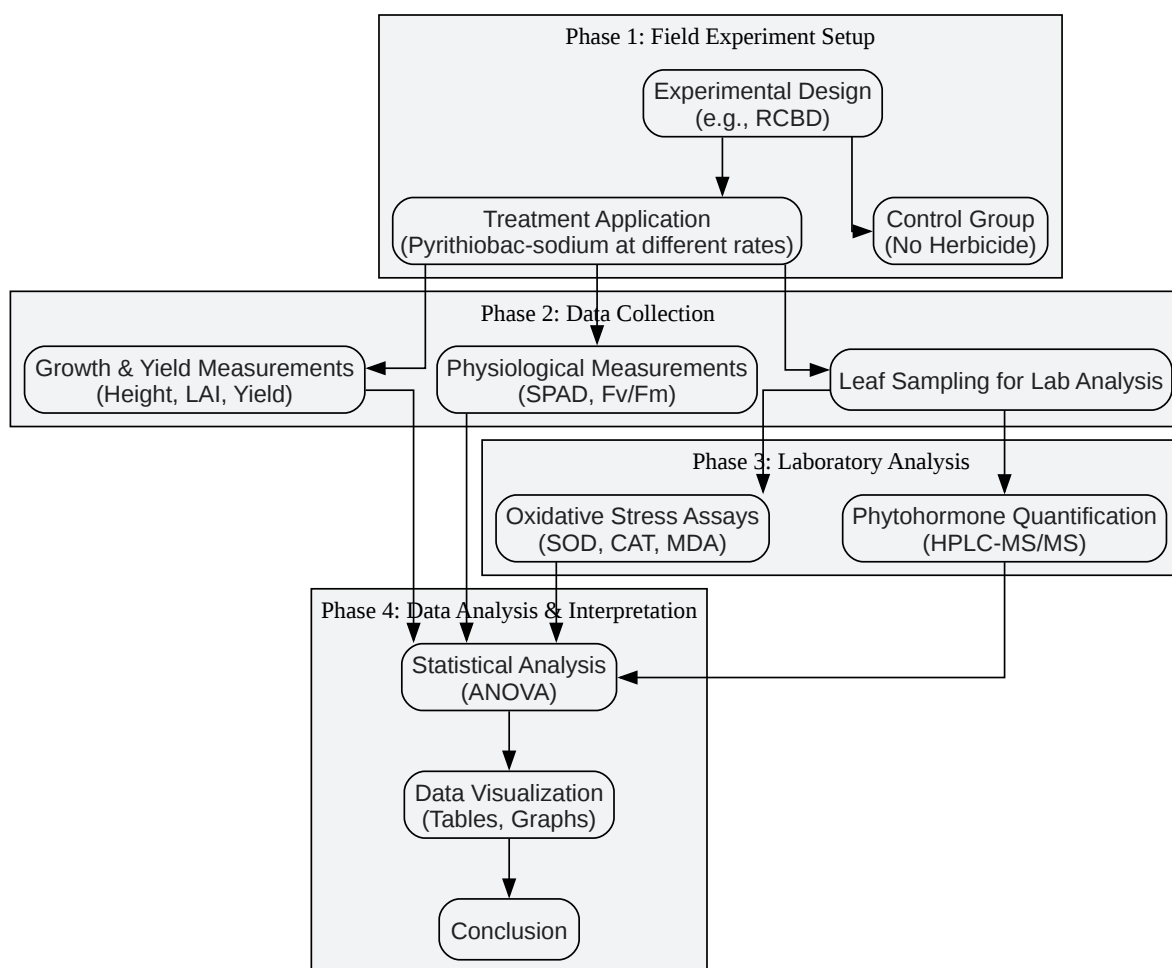 Phase 1: Field Experiment Setup
Experimental Design
(e.g., RCBD)
Treatment Application
(Pyrithiobac-sodium at different rates)
Control Group
(No Herbicide)
Phase 2: Data Collection
Growth & Yield Measurements
(Height, LAI, Yield)
Physiological Measurements
(SPAD, Fv/Fm)
Leaf Sampling for Lab Analysis
Phase 3: Laboratory Analysis
Oxidative Stress Assays
(SOD, CAT, MDA)
Phytohormone Quantification
(HPLC-MS/MS)
Phase 4: Data Analysis & Interpretation
Statistical Analysis
(ANOVA)
Data Visualization
(Tables, Graphs)
Conclusion